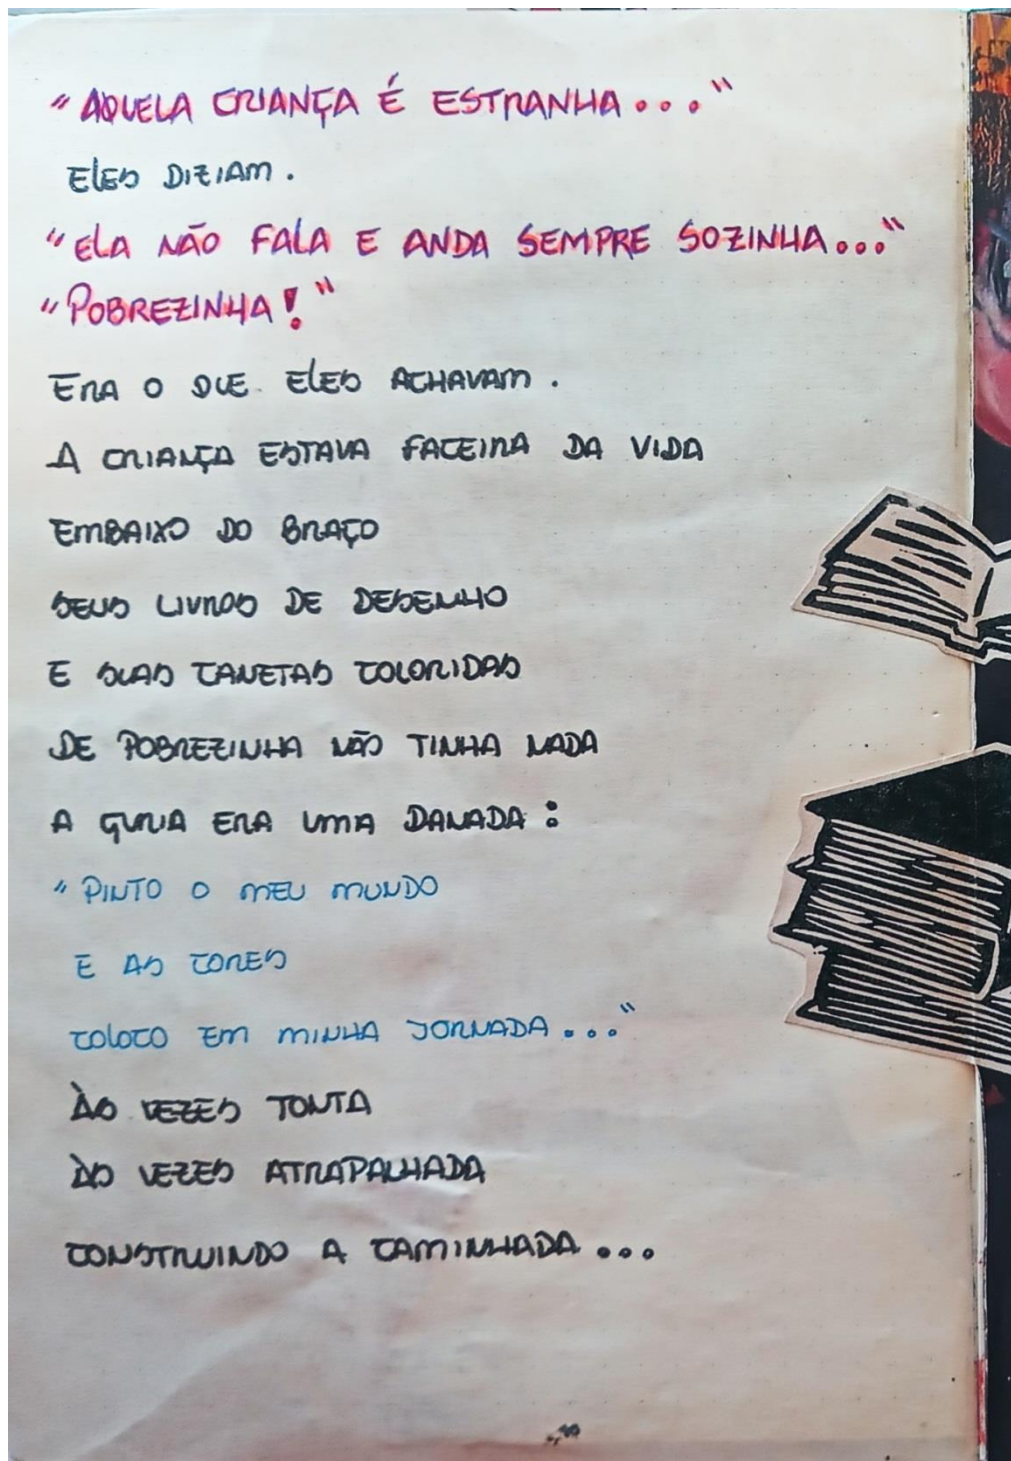 "AQUELA CRIANÇA É ESTRANHA..."
ELES DIZIAM.
"ELA NÃO FALA E ANDA SEMPRE SOZINHA..."
"POBREZINHA!"
ERA O QUE ELES ACHAVAM.
A CRIANÇA ESTAVA FACEIRA DA VIDA
EMBAIXO DO BRAÇO
SEUS LIVROS DE DESENHO
E SUAS CANETAS COLORIDAS
DE POBREZINHA NÃO TINHA NADA
A GURIA ERA UMA DANADA:
"PINTO O MEU MUNDO
E AS CORES
COLOCO EM MINHA JORNADA..."
ÀS VEZES TONTA
ÀS VEZES ATRAPALHADA
CONSTRUINDO A CAMINHADA...